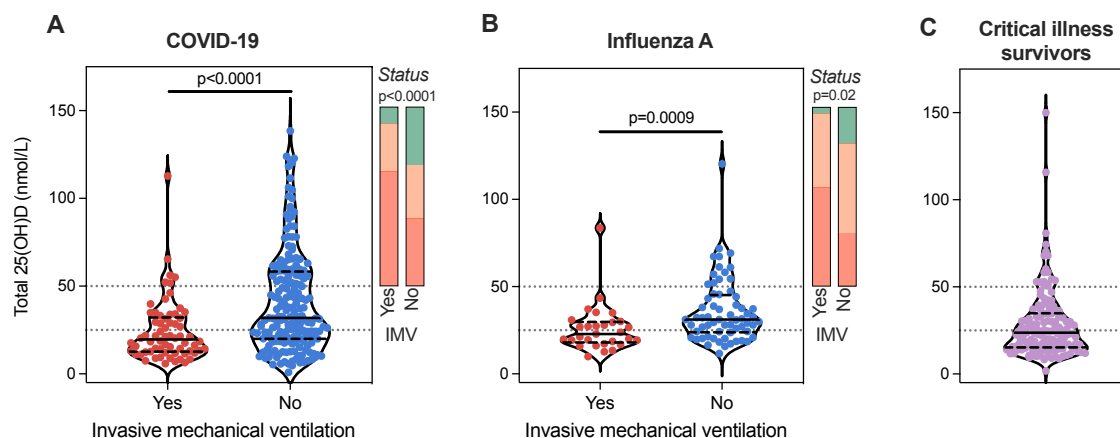 A
COVID-19
Total 25(OH)D (nmol/L)
150
100
50
0
p<0.0001
Yes
No
Invasive mechanical ventilation
Status
p<0.0001
Yes
No
IMV
B
Influenza A
150
100
50
0
p=0.0009
Yes
No
Invasive mechanical ventilation
Status
p=0.02
Yes
No
IMV
C
Critical illness
survivors
150
100
50
0